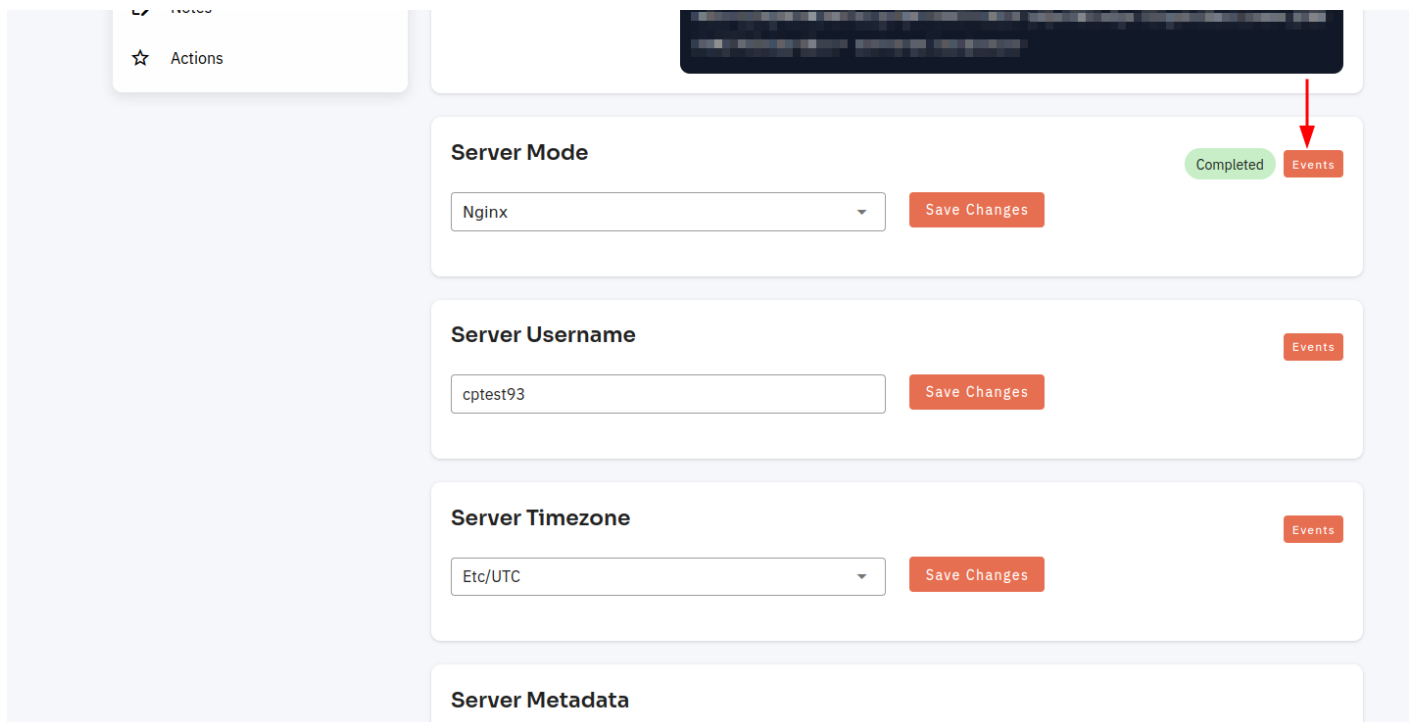 Notes
Actions
Server Mode
Completed
Events
Nginx
Save Changes
Server Username
Events
cptest93
Save Changes
Server Timezone
Events
Etc/UTC
Save Changes
Server Metadata